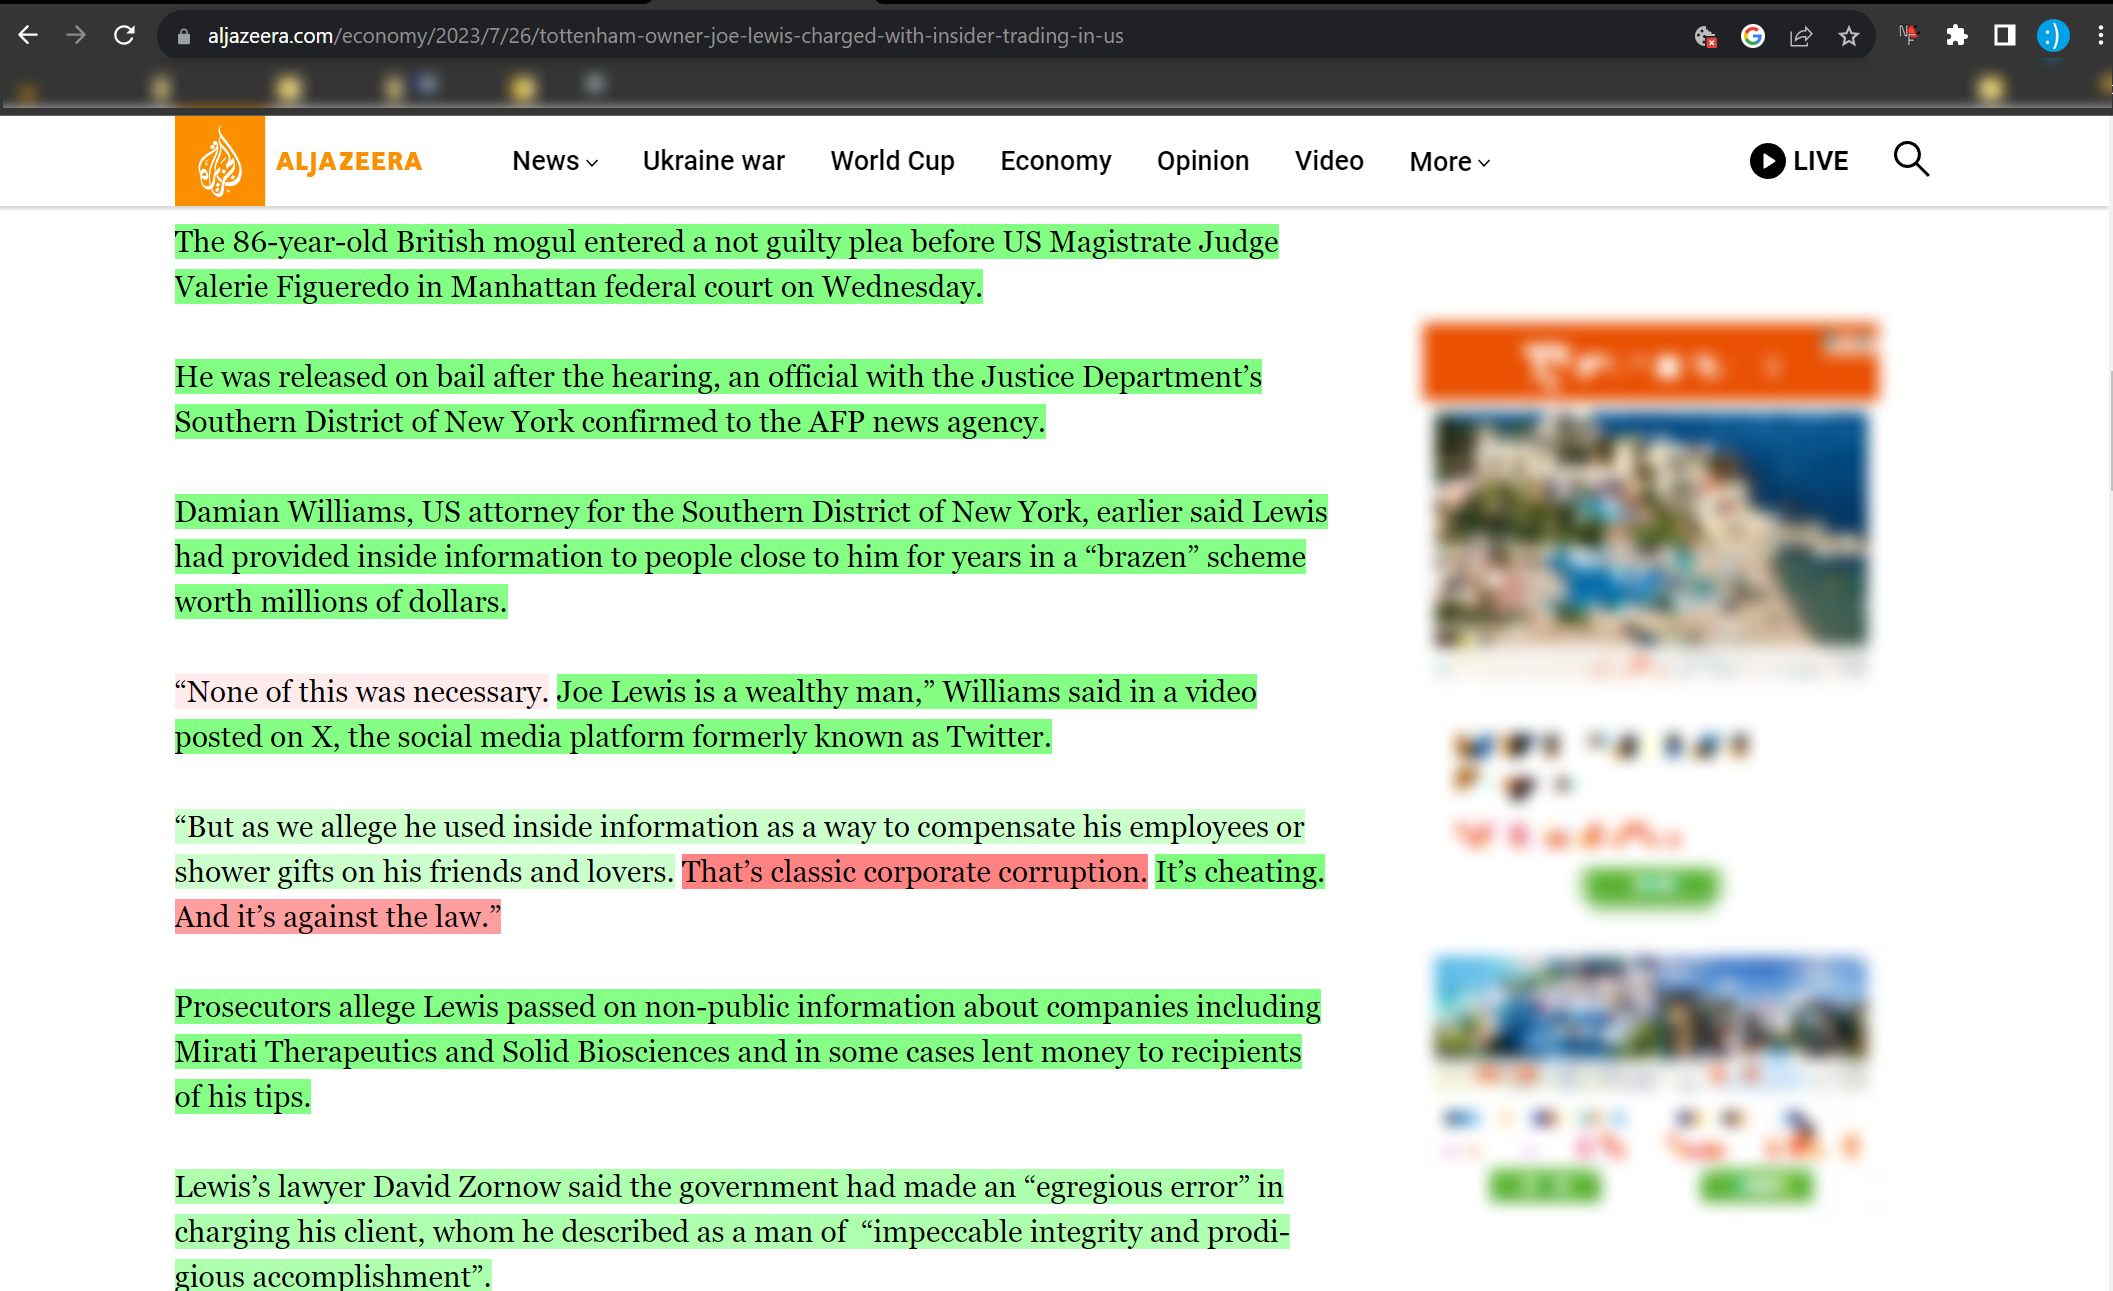 aljazeera.com/economy/2023/7/26/tottenham-owner-joe-lewis-charged-with-insider-trading-in-us
ALJAZEERA
News
Ukraine war
World Cup
Economy
Opinion
Video
More
LIVE
The 86-year-old British mogul entered a not guilty plea before US Magistrate Judge
Valerie Figueredo in Manhattan federal court on Wednesday.
He was released on bail after the hearing, an official with the Justice Department’s
Southern District of New York confirmed to the AFP news agency.
Damian Williams, US attorney for the Southern District of New York, earlier said Lewis
had provided inside information to people close to him for years in a “brazen” scheme
worth millions of dollars.
“None of this was necessary. Joe Lewis is a wealthy man,” Williams said in a video
posted on X, the social media platform formerly known as Twitter.
“But as we allege he used inside information as a way to compensate his employees or
shower gifts on his friends and lovers. That’s classic corporate corruption. It’s cheating.
And it’s against the law.”
Prosecutors allege Lewis passed on non-public information about companies including
Mirati Therapeutics and Solid Biosciences and in some cases lent money to recipients
of his tips.
Lewis’s lawyer David Zornow said the government had made an “egregious error” in
charging his client, whom he described as a man of “impeccable integrity and prodi-
gious accomplishment”.